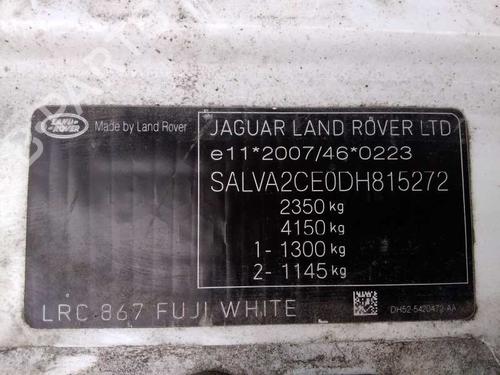 LAND-ROVER
Made by Land Rover
JAGUAR LAND ROVER LTD
e11*2007/46*0223
SALVA2CE0DH815272
2350 kg
4150 kg
1- 1300 kg
2- 1145 kg
LRC 867 FUJI WHITE
DH52-5420472-AA